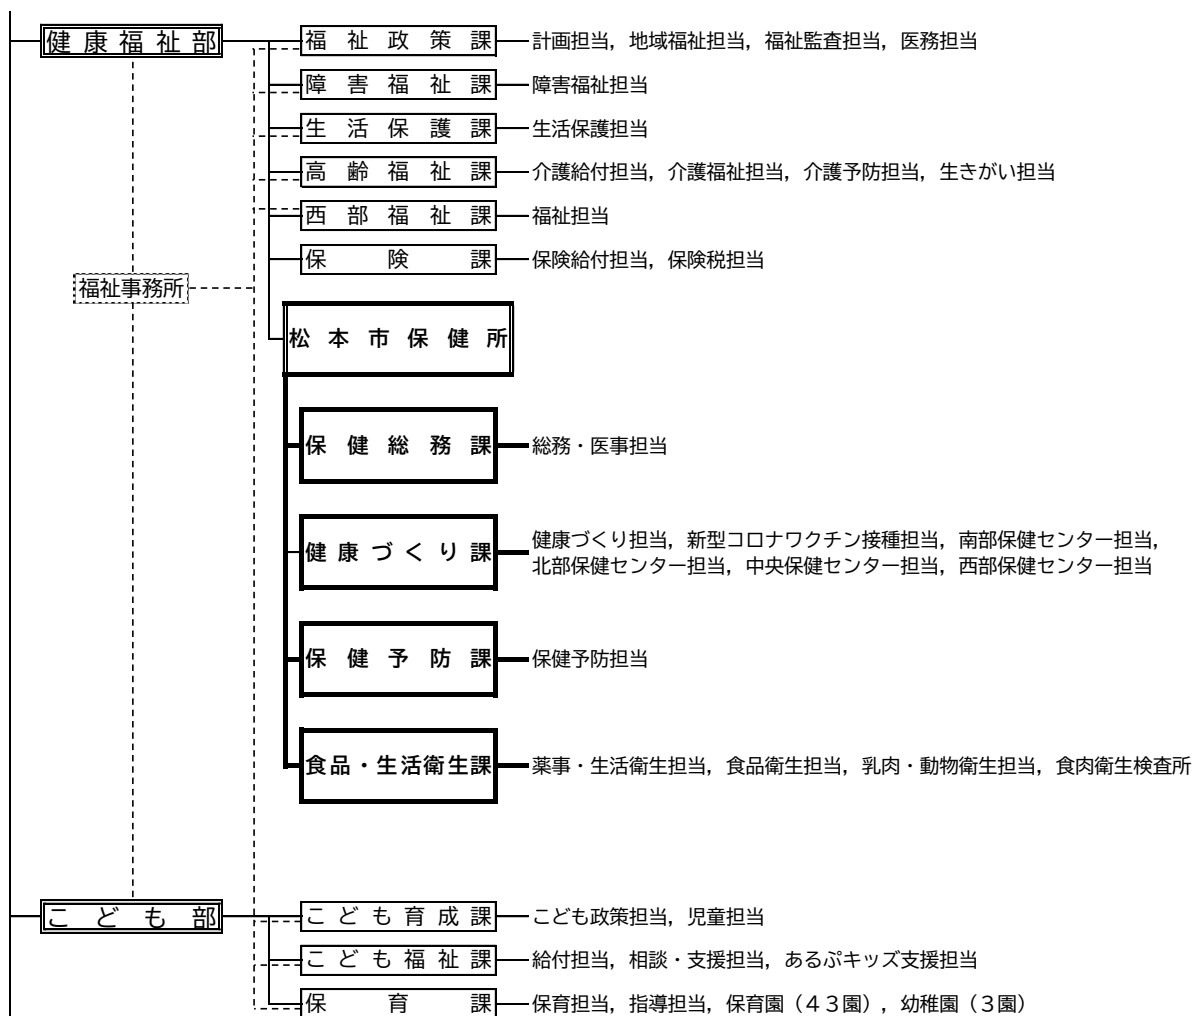 健康福祉部 福祉政策課 計画担当，地域福祉担当，福祉監査担当，医務担当
障害福祉課 障害福祉担当
生活保護課 生活保護担当
高齢福祉課 介護給付担当，介護福祉担当，介護予防担当，生きがい担当
西部福祉課 福祉担当
保険課 保険給付担当，保険税担当
福祉事務所
松本市保健所
保健総務課 総務・医事担当
健康づくり課 健康づくり担当，新型コロナワクチン接種担当，南部保健センター担当，
北部保健センター担当，中央保健センター担当，西部保健センター担当
保健予防課 保健予防担当
食品・生活衛生課 薬事・生活衛生担当，食品衛生担当，乳肉・動物衛生担当，食肉衛生検査所
こども部 こども育成課 こども政策担当，児童担当
こども福祉課 給付担当，相談・支援担当，あるぷキッズ支援担当
保育課 保育担当，指導担当，保育園（４３園），幼稚園（３園）